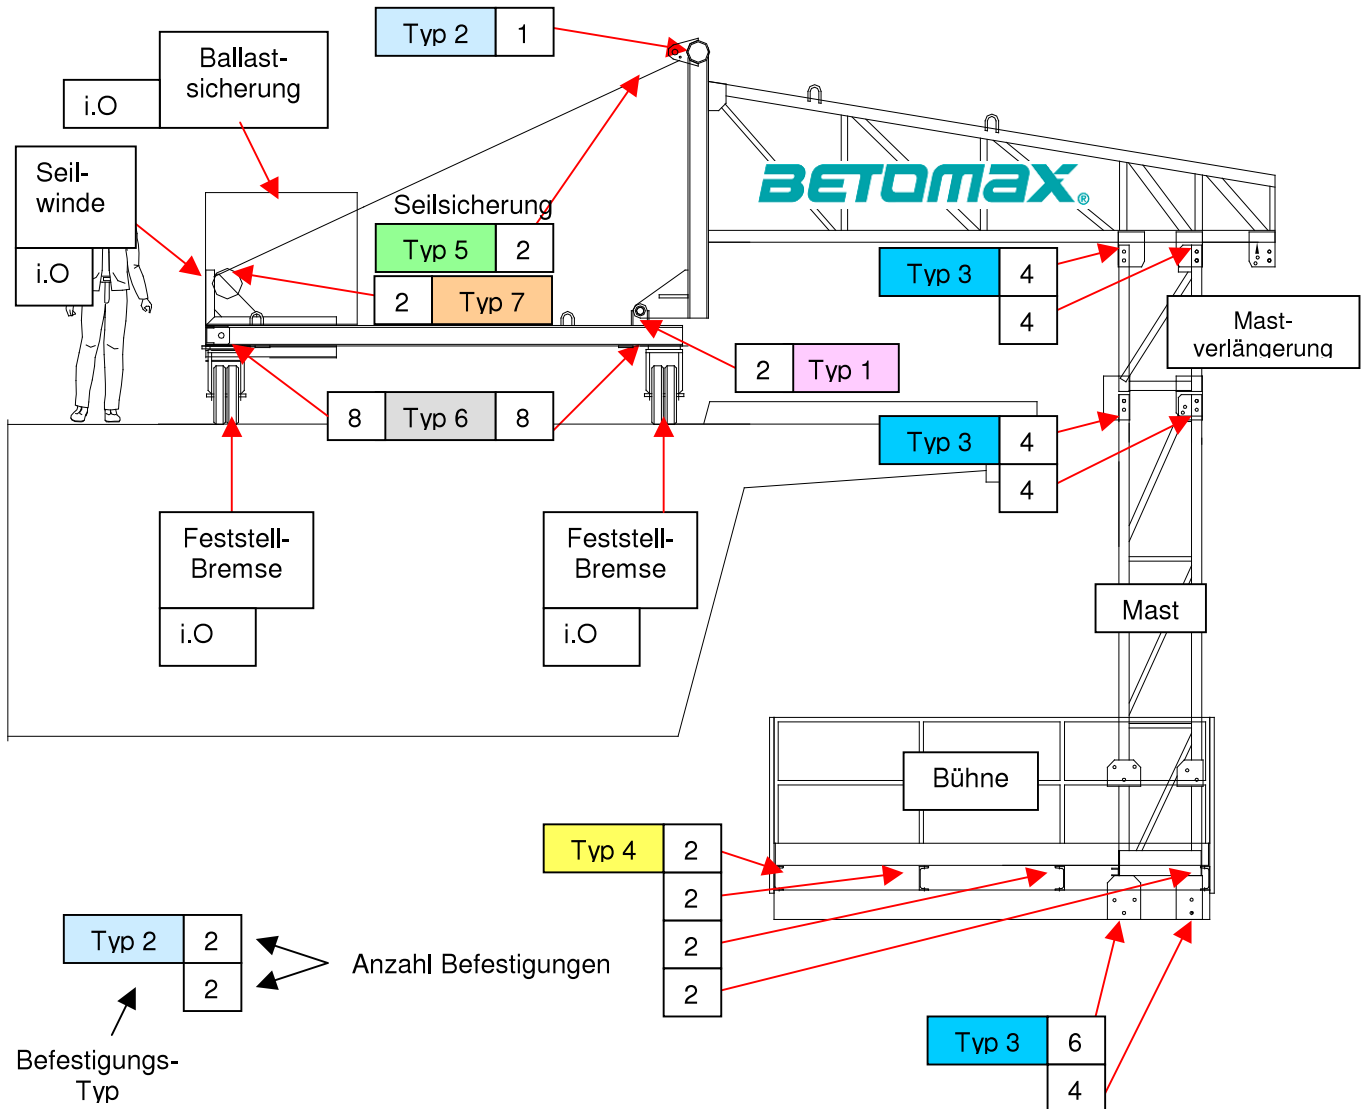 Typ 2 1
Ballast-
sicherung
i.O
Seil-
winde
i.O
Seilsicherung
Typ 5 2
2 Typ 7
BETOMAX®
Typ 3 4
4
Mast-
verlängerung
2 Typ 1
8 Typ 6 8
Typ 3 4
4
Feststell-
Bremse
i.O
Feststell-
Bremse
i.O
Mast
Bühne
Typ 4 2
2
2
2
Typ 2 2
2
Anzahl Befestigungen
Befestigungs-
Typ
Typ 3 6
4